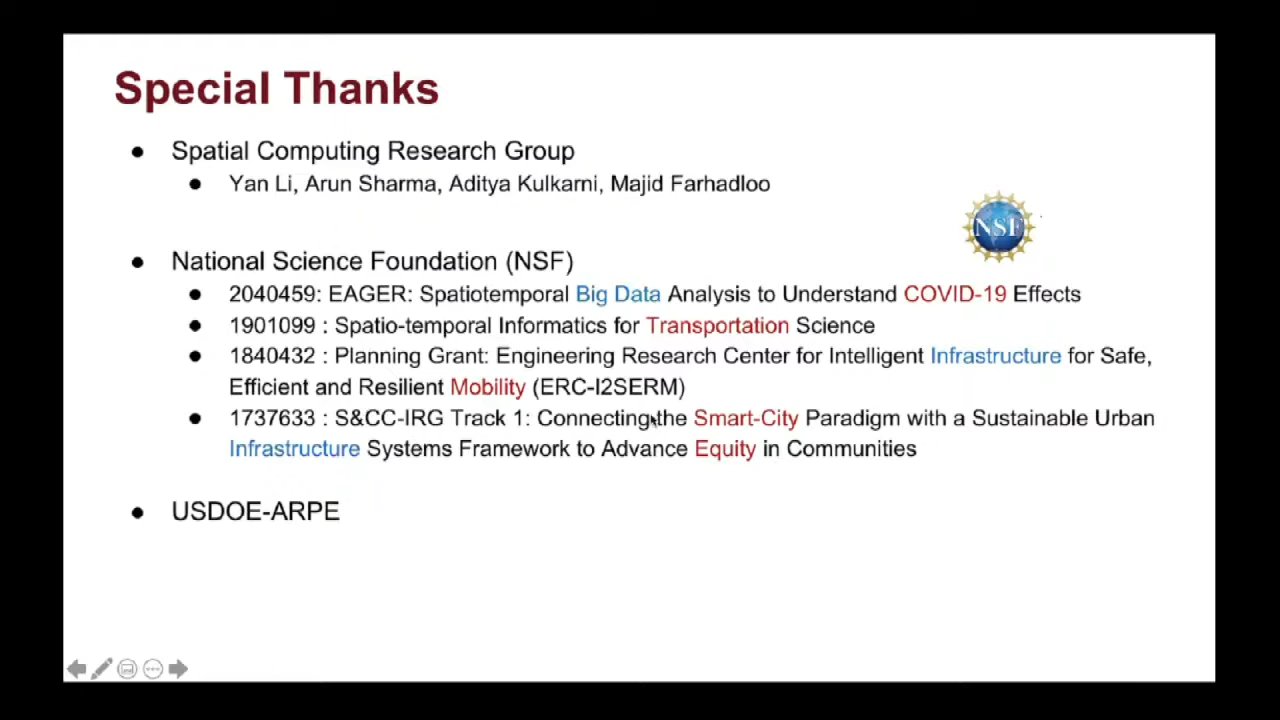 Special Thanks
● Spatial Computing Research Group
● Yan Li, Arun Sharma, Aditya Kulkarni, Majid Farhadloo
NSF
● National Science Foundation (NSF)
● 2040459: EAGER: Spatiotemporal Big Data Analysis to Understand COVID-19 Effects
● 1901099 : Spatio-temporal Informatics for Transportation Science
● 1840432 : Planning Grant: Engineering Research Center for Intelligent Infrastructure for Safe,
Efficient and Resilient Mobility (ERC-I2SERM)
● 1737633 : S&CC-IRG Track 1: Connecting the Smart-City Paradigm with a Sustainable Urban
Infrastructure Systems Framework to Advance Equity in Communities
● USDOE-ARPE